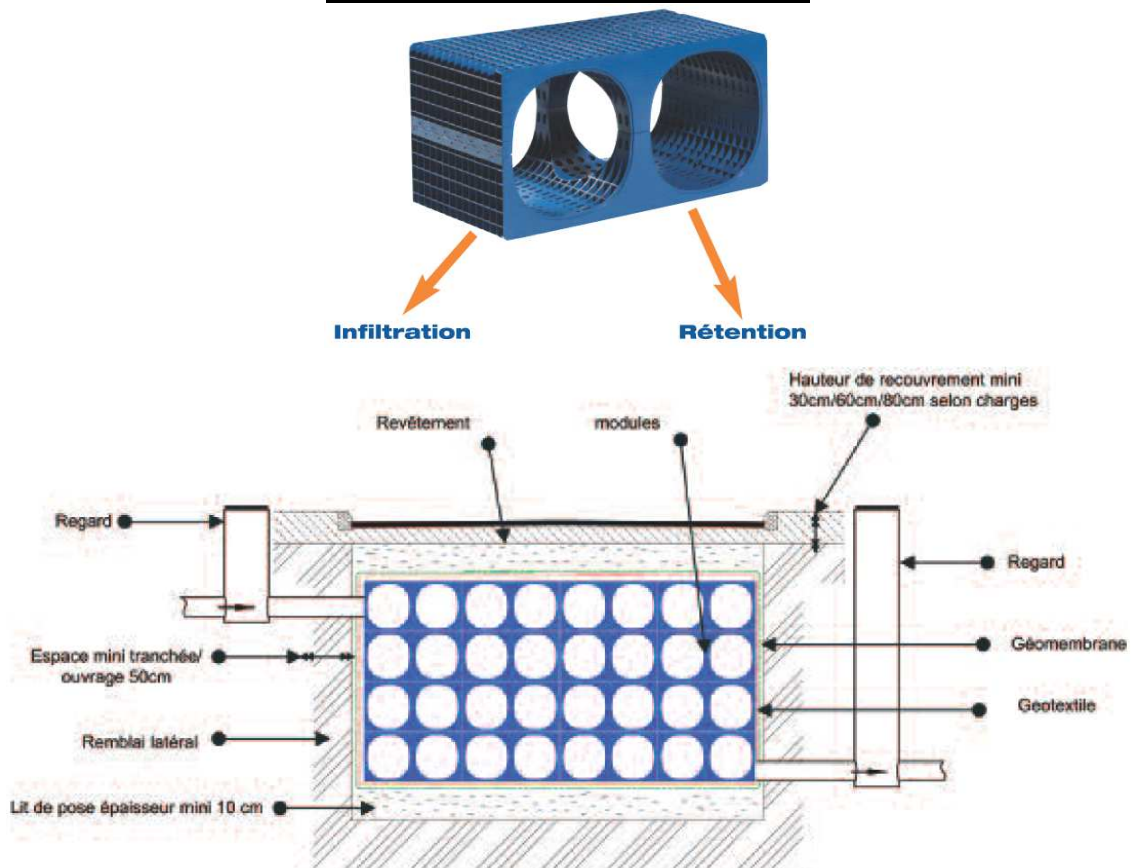 Infiltration
Rétention
Hauteur de recouvrement mini
30cm/60cm/80cm selon charges
Revêtement
modules
Regard
Regard
Espace mini tranchée/
ouvrage 50cm
Géomembrane
Geotextile
Remblai latéral
Lit de pose épaisseur mini 10 cm